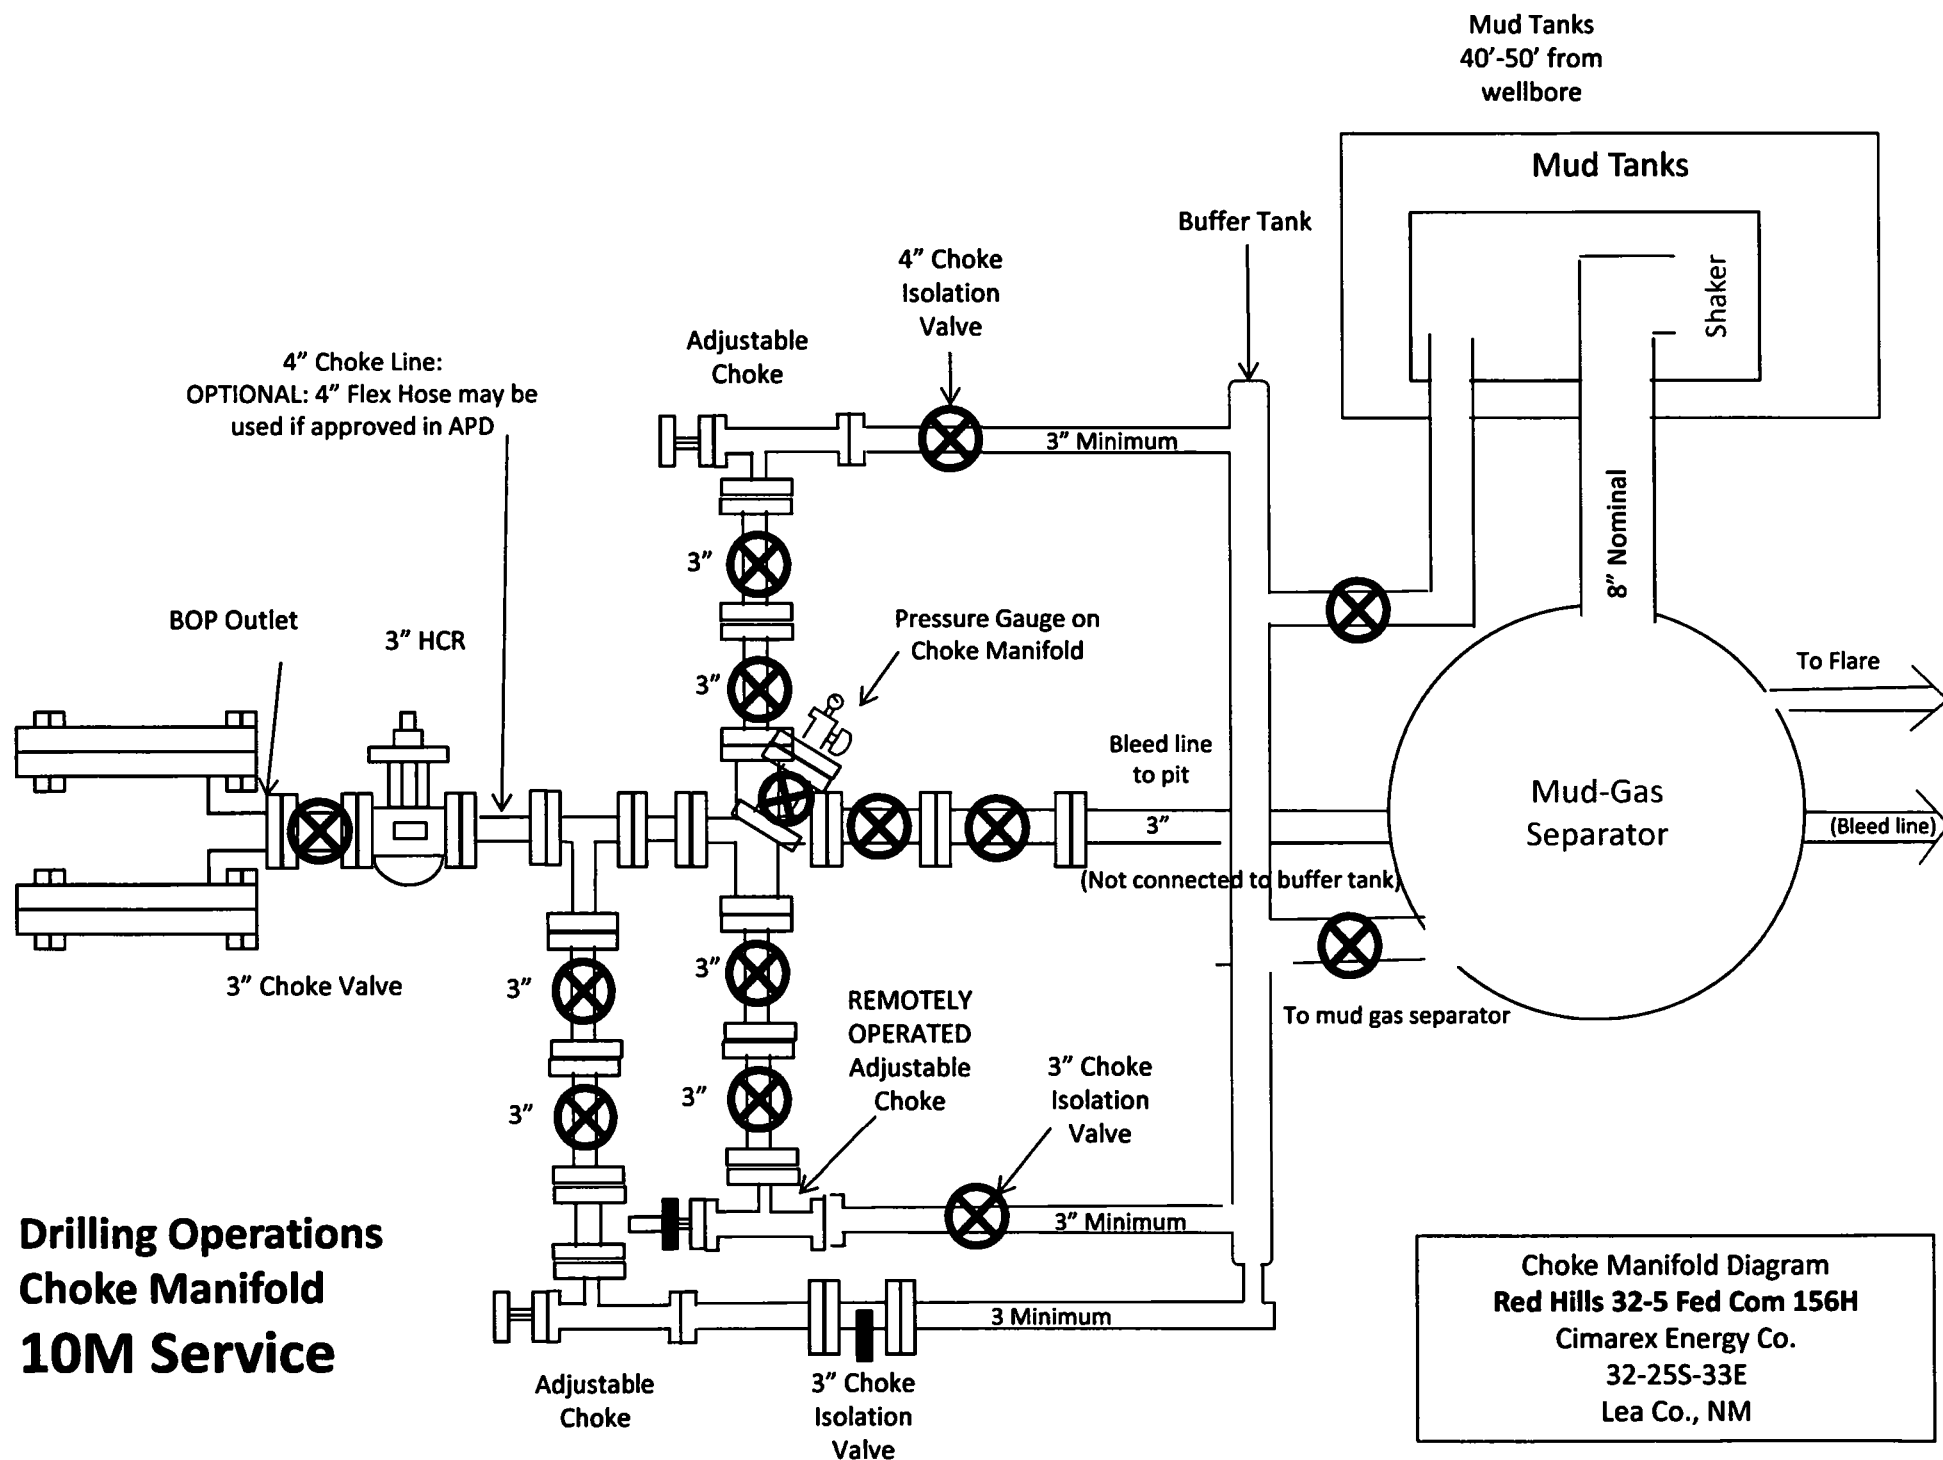 Mud Tanks
40’-50’ from
wellbore
Mud Tanks
Shaker
Buffer Tank
4” Choke
Isolation
Valve
Adjustable
Choke
4” Choke Line:
OPTIONAL: 4” Flex Hose may be
used if approved in APD
3” Minimum
8” Nominal
3”
BOP Outlet
3” HCR
Pressure Gauge on
Choke Manifold
3”
To Flare
Bleed line
to pit
3”
Mud-Gas
Separator
(Bleed line)
(Not connected to buffer tank)
3” Choke Valve
3”
3”
REMOTELY
OPERATED
Adjustable
Choke
To mud gas separator
3” Choke
Isolation
Valve
3”
3”
3” Minimum
3 Minimum
Adjustable
Choke
3” Choke
Isolation
Valve
Drilling Operations
Choke Manifold
10M Service
Choke Manifold Diagram
Red Hills 32-5 Fed Com 156H
Cimarex Energy Co.
32-25S-33E
Lea Co., NM